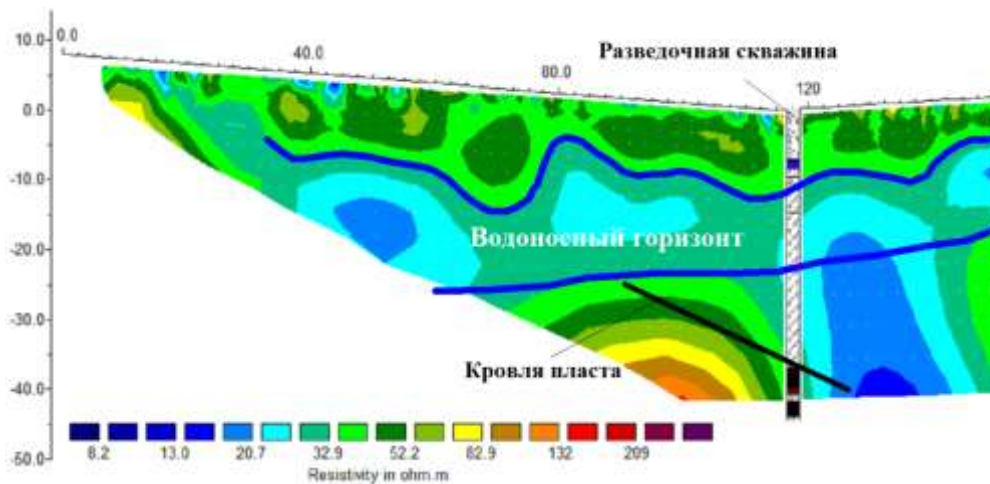 10.0
0.0
40.0
Разведочная скважина
80.0
120
0.0
-10.0
Водоносный горизонт
-20.0
-30.0
Кровля пласта
-40.0
-50.0
8.2 13.0 20.7 32.9 52.2 82.9 132 209
Resistivity in ohm.m